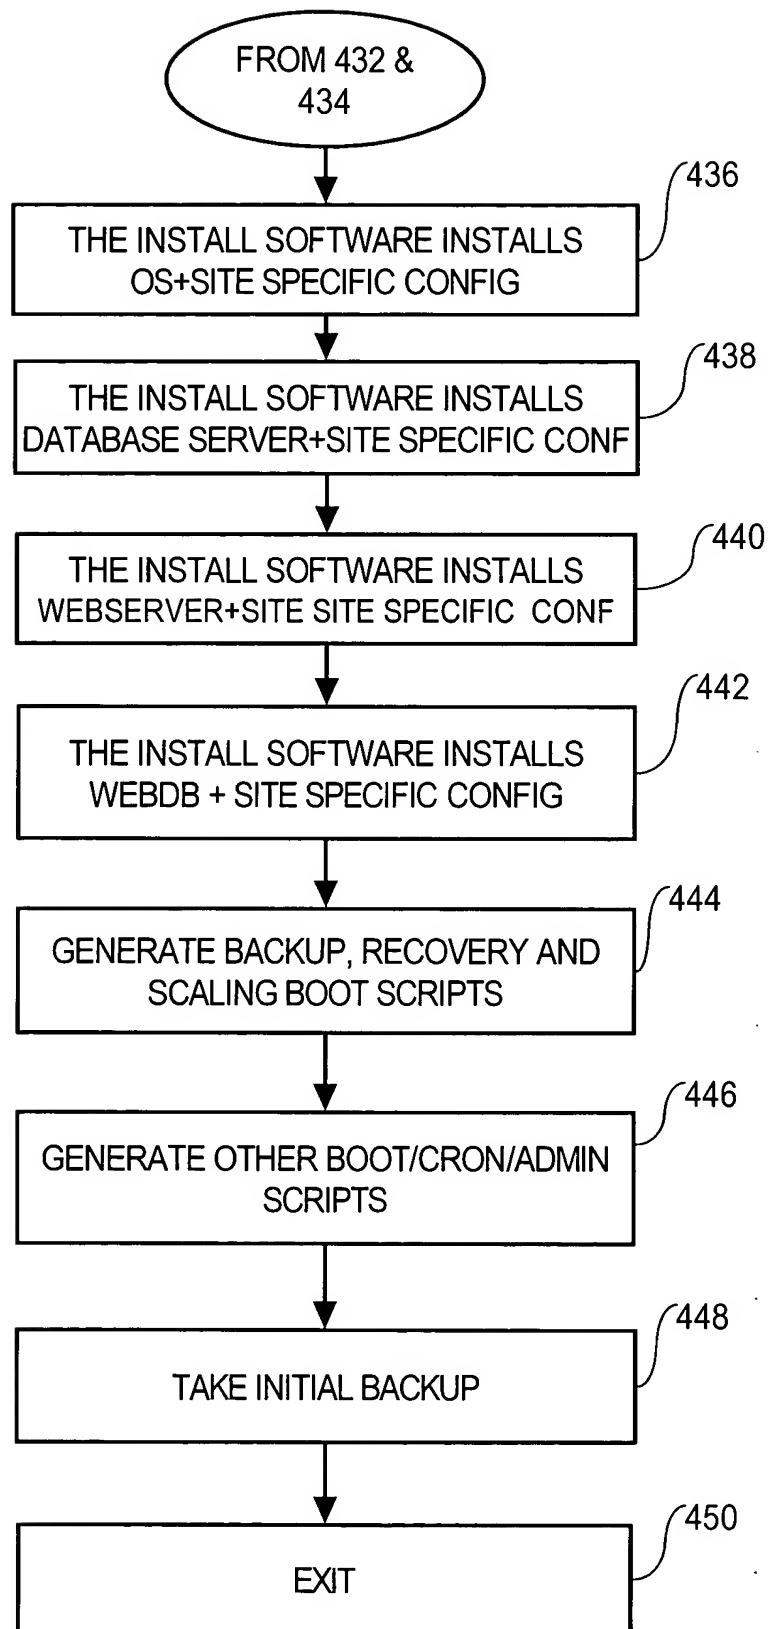 FROM 432 &
434
436
THE INSTALL SOFTWARE INSTALLS
OS+SITE SPECIFIC CONFIG
438
THE INSTALL SOFTWARE INSTALLS
DATABASE SERVER+SITE SPECIFIC CONF
440
THE INSTALL SOFTWARE INSTALLS
WEBSERVER+SITE SITE SPECIFIC CONF
442
THE INSTALL SOFTWARE INSTALLS
WEBDB + SITE SPECIFIC CONFIG
444
GENERATE BACKUP, RECOVERY AND
SCALING BOOT SCRIPTS
446
GENERATE OTHER BOOT/CRON/ADMIN
SCRIPTS
448
TAKE INITIAL BACKUP
450
EXIT